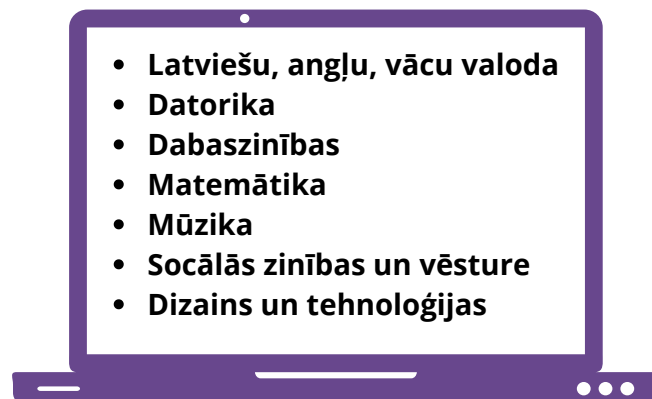 • Latviešu, angļu, vācu valoda
• Datorika
• Dabaszinības
• Matemātika
• Mūzika
• Socālās zinības un vēsture
• Dizains un tehnoloģijas